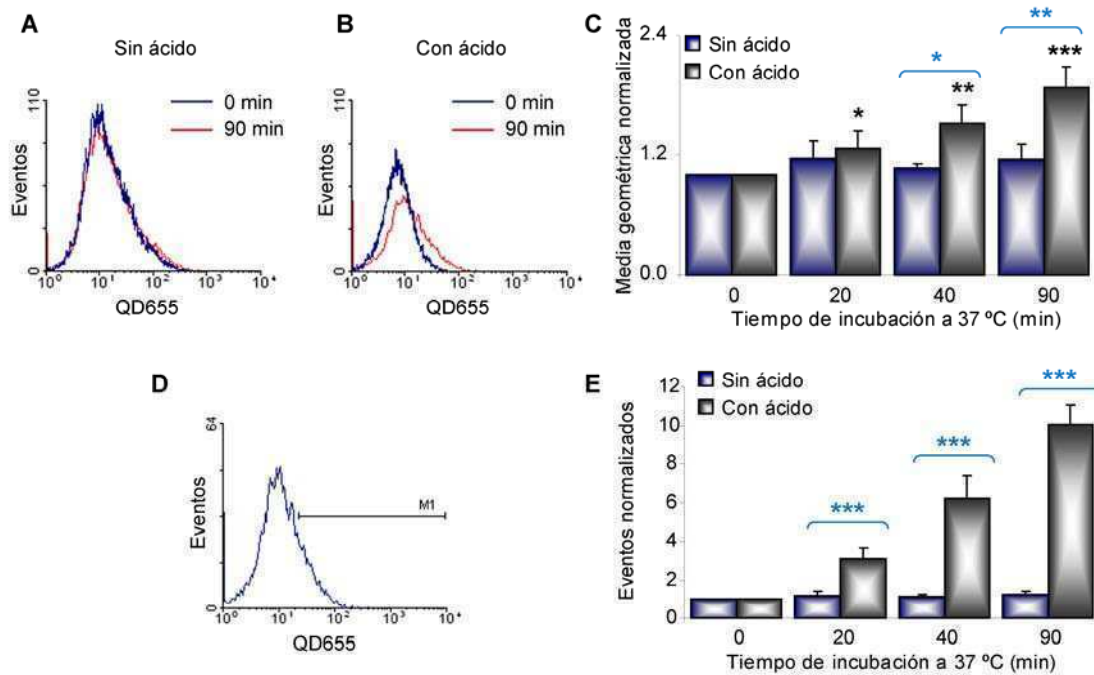 A
Sin ácido
110
Eventos
0
0 min
90 min
10⁰ 10¹ 10² 10³ 10⁴
QD655
B
Con ácido
110
Eventos
0
0 min
90 min
10⁰ 10¹ 10² 10³ 10⁴
QD655
C
Media geométrica normalizada
2.4
1.2
0.0
Sin ácido
Con ácido
*
**
*
**
***
0 20 40 90
Tiempo de incubación a 37 ºC (min)
D
64
Eventos
0
M1
10⁰ 10¹ 10² 10³ 10⁴
QD655
E
Eventos normalizados
12
10
8
6
4
2
0
Sin ácido
Con ácido
***
***
***
0 20 40 90
Tiempo de incubación a 37 ºC (min)